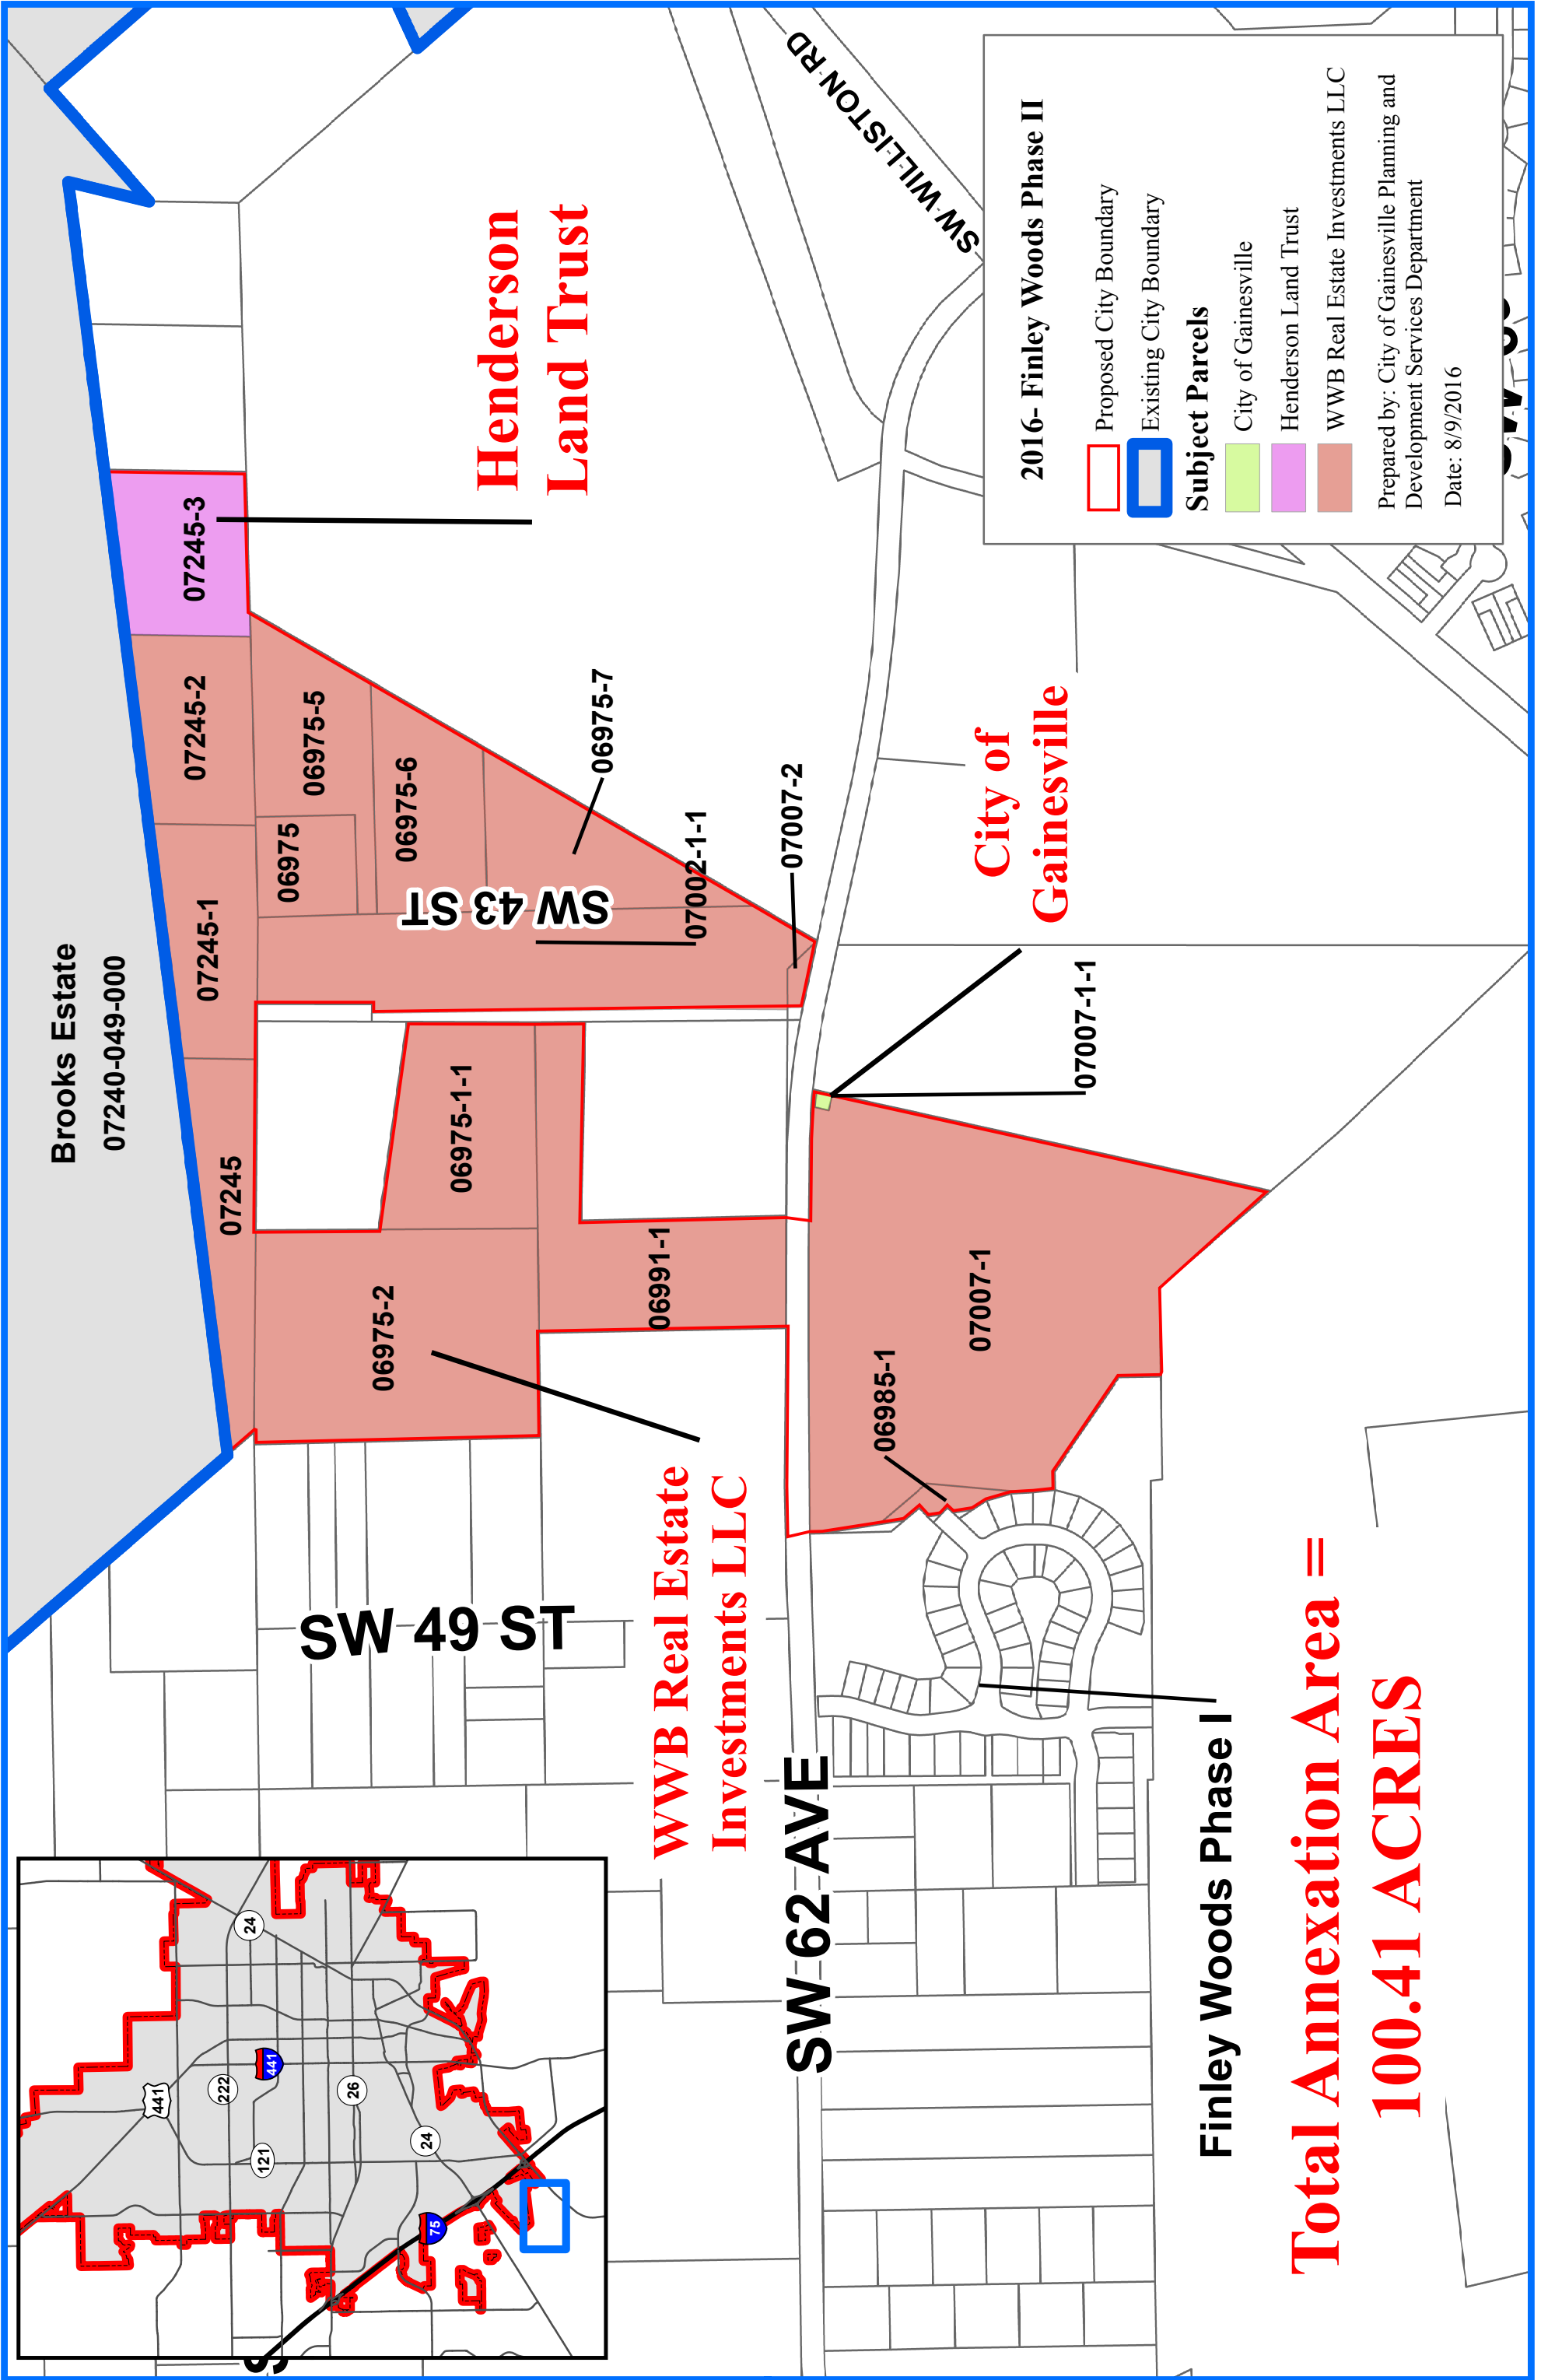 Brooks Estate
07240-049-000
07245
07245-1
07245-2
07245-3
06975-2
06975-1-1
06975
06975-5
06975-6
06975-7
06991-1
07002-1-1
07007-2
SW 43 ST
Henderson
Land Trust
SW WILLISTON RD
SW 49 ST
WWB Real Estate
Investments LLC
SW 62 AVE
06985-1
07007-1
07007-1-1
City of
Gainesville
Finley Woods Phase I
Total Annexation Area =
100.41 ACRES
2016- Finley Woods Phase II
Proposed City Boundary
Existing City Boundary
Subject Parcels
City of Gainesville
Henderson Land Trust
WWB Real Estate Investments LLC
Prepared by: City of Gainesville Planning and
Development Services Department
Date: 8/9/2016
441
24
222
441
121
26
24
75